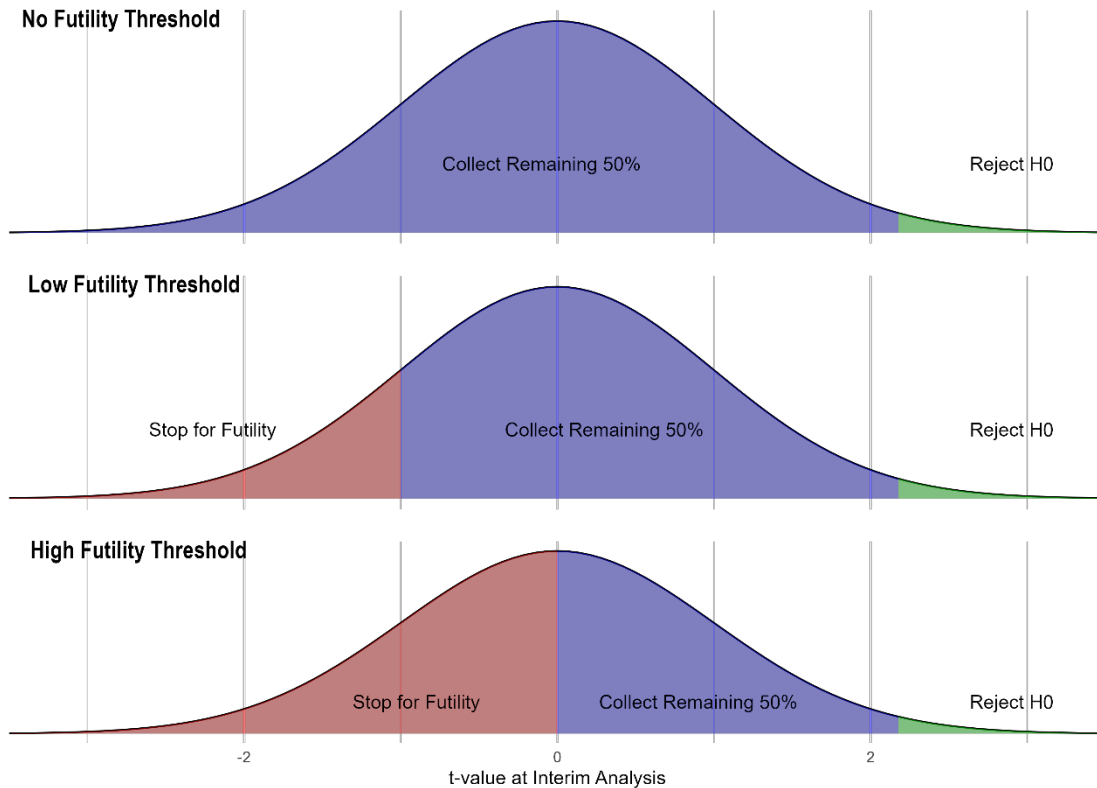 No Futility Threshold
Collect Remaining 50%
Reject H0
Low Futility Threshold
Stop for Futility
Collect Remaining 50%
Reject H0
High Futility Threshold
Stop for Futility
Collect Remaining 50%
Reject H0
-2
0
2
t-value at Interim Analysis